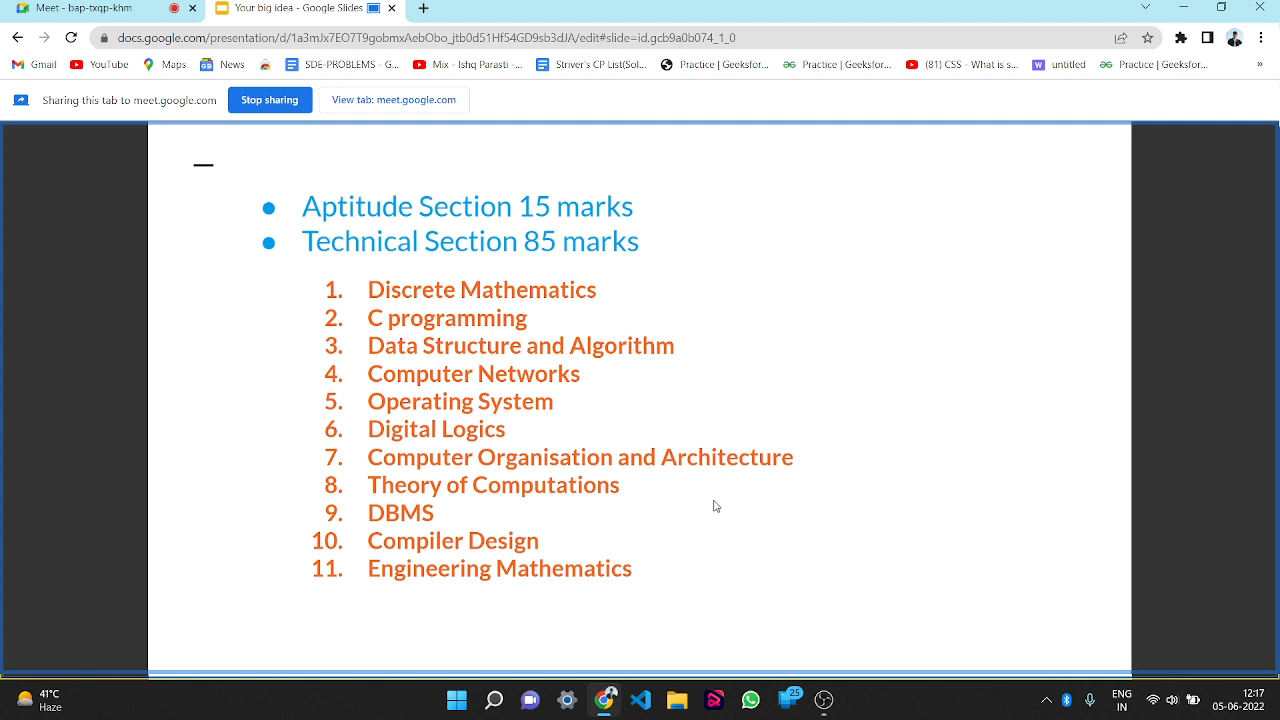 Meet - bap-txqp-khm
Your big idea - Google Slides
docs.google.com/presentation/d/1a3mJx7EO7T9gobmxAebObo_jtb0d51Hf54GD9sb3dJA/edit#slide=id.gcb9a0b074_1_0
Gmail YouTube Maps News SDE-PROBLEMS - G... Mix - Ishq Parasti -... Striver's CP List(Sol... Practice | Geeksfor... Practice | Geeksfor... (81) CSS - What is s... untitled Practice | Geeksfor... »
Sharing this tab to meet.google.com Stop sharing View tab: meet.google.com
● Aptitude Section 15 marks
● Technical Section 85 marks
1. Discrete Mathematics
2. C programming
3. Data Structure and Algorithm
4. Computer Networks
5. Operating System
6. Digital Logics
7. Computer Organisation and Architecture
8. Theory of Computations
9. DBMS
10. Compiler Design
11. Engineering Mathematics
41°C
Haze
25
ENG
IN
12:17
05-06-2022